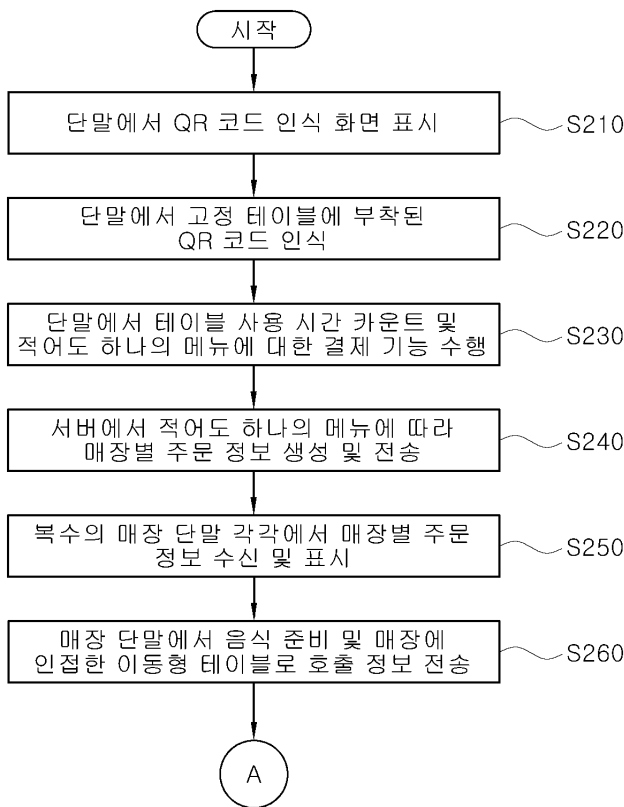 시작
단말에서 QR 코드 인식 화면 표시
S210
단말에서 고정 테이블에 부착된
QR 코드 인식
S220
단말에서 테이블 사용 시간 카운트 및
적어도 하나의 메뉴에 대한 결제 기능 수행
S230
서버에서 적어도 하나의 메뉴에 따라
매장별 주문 정보 생성 및 전송
S240
복수의 매장 단말 각각에서 매장별 주문
정보 수신 및 표시
S250
매장 단말에서 음식 준비 및 매장에
인접한 이동형 테이블로 호출 정보 전송
S260
A